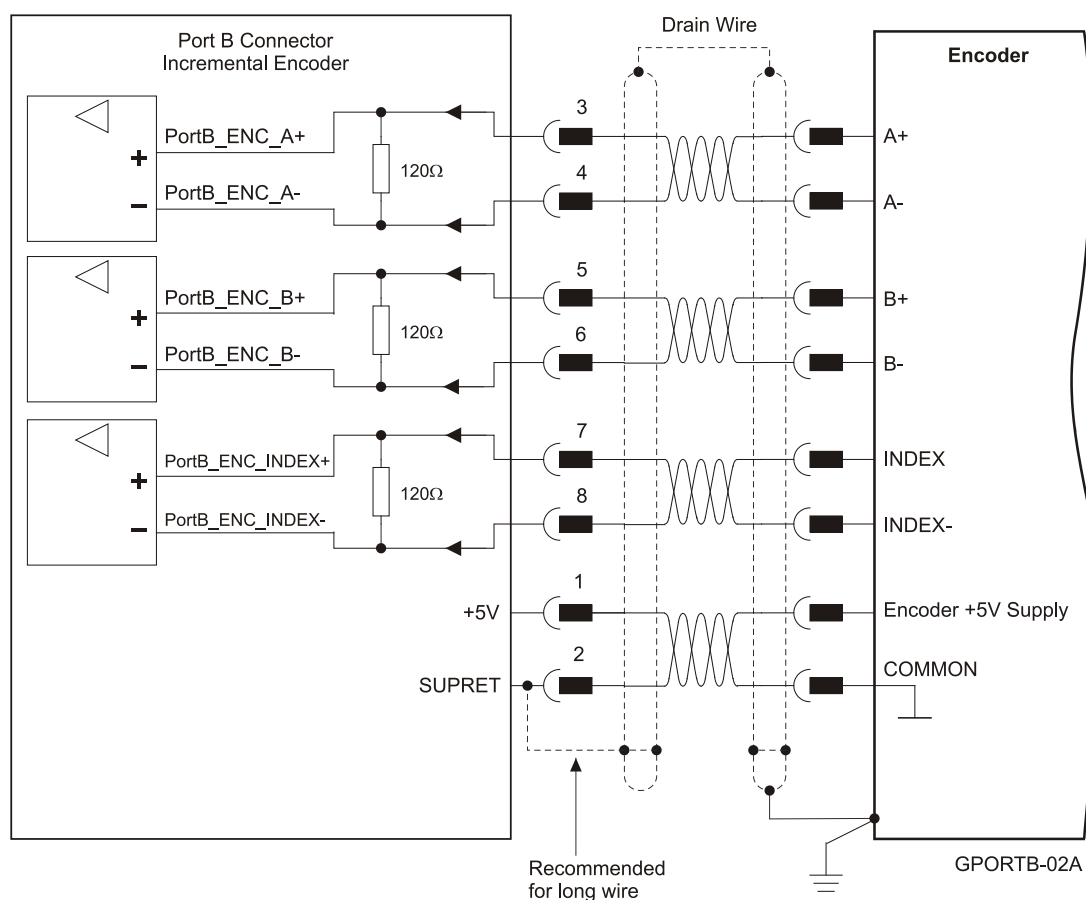 Port B Connector
Incremental Encoder
Drain Wire
Encoder
PortB_ENC_A+
+
120Ω
PortB_ENC_A-
–
3
4
A+
A-
PortB_ENC_B+
+
120Ω
PortB_ENC_B-
–
5
6
B+
B-
PortB_ENC_INDEX+
+
120Ω
PortB_ENC_INDEX-
–
7
8
INDEX
INDEX-
+5V
1
Encoder +5V Supply
SUPRET
2
COMMON
Recommended
for long wire
GPORTB-02A